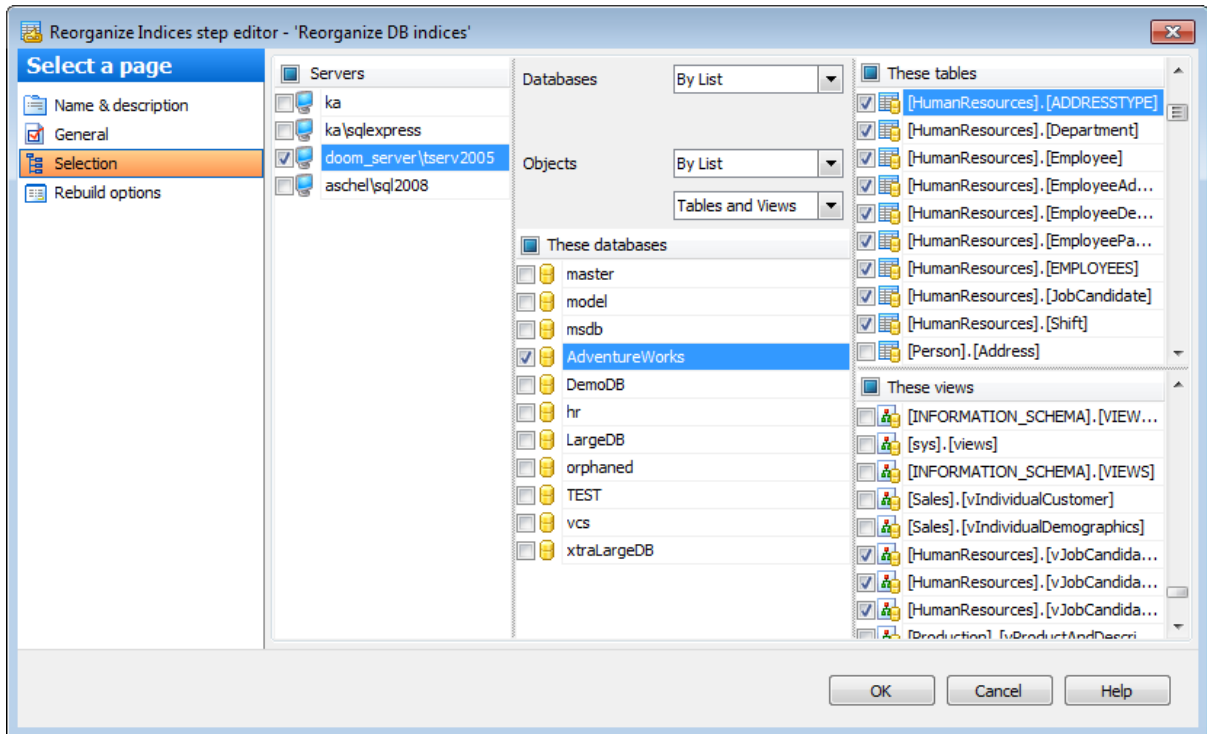 Reorganize Indices step editor - 'Reorganize DB indices'
Select a page
Name & description
General
Selection
Rebuild options
Servers
ka
ka\sqlexpress
doom_server\tserv2005
aschel\sql2008
Databases
By List
Objects
By List
Tables and Views
These databases
master
model
msdb
AdventureWorks
DemoDB
hr
LargeDB
orphaned
TEST
vcs
xtraLargeDB
These tables
[HumanResources].[ADDRESSTYPE]
[HumanResources].[Department]
[HumanResources].[Employee]
[HumanResources].[EmployeeAd...
[HumanResources].[EmployeeDe...
[HumanResources].[EmployeePa...
[HumanResources].[EMPLOYEES]
[HumanResources].[JobCandidate]
[HumanResources].[Shift]
[Person].[Address]
These views
[INFORMATION_SCHEMA].[VIEW...
[sys].[views]
[INFORMATION_SCHEMA].[VIEWS]
[Sales].[vIndividualCustomer]
[Sales].[vIndividualDemographics]
[HumanResources].[vJobCandida...
[HumanResources].[vJobCandida...
[HumanResources].[vJobCandida...
[Production].[vProductAndDescri...
OK
Cancel
Help